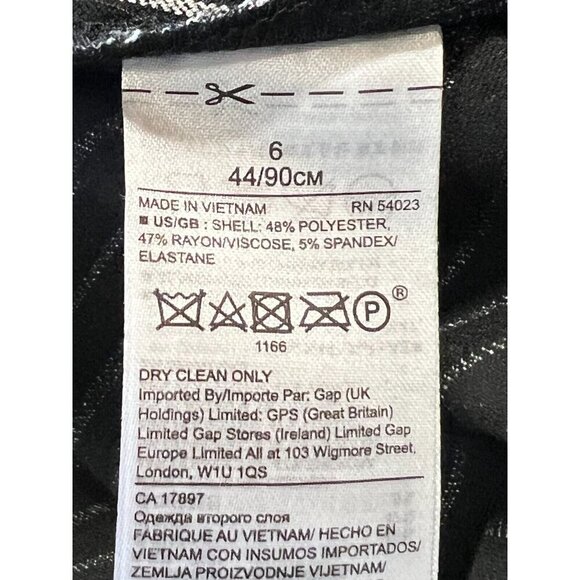 6
44/90CM
MADE IN VIETNAM RN 54023
US/GB : SHELL: 48% POLYESTER,
47% RAYON/VISCOSE, 5% SPANDEX/
ELASTANE
P ®
1166
DRY CLEAN ONLY
Imported By/Importe Par: Gap (UK
Holdings) Limited: GPS (Great Britain)
Limited Gap Stores (Ireland) Limited Gap
Europe Limited All at 103 Wigmore Street,
London, W1U 1QS
CA 17897
Одежда второго слоя
FABRIQUE AU VIETNAM/ HECHO EN
VIETNAM CON INSUMOS IMPORTADOS/
ZEMLJA PROIZVODNJE VIJETNAM/